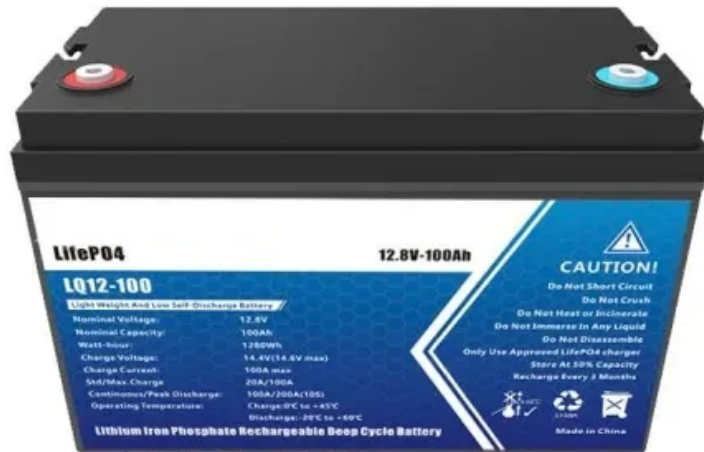 LifePO4
12.8V-100Ah
LQ12-100
Light Weight And Low Self-Discharge Battery
Nominal Voltage: 12.8V
Nominal Capacity: 100Ah
Watt-hour: 1280Wh
Charge Voltage: 14.4V(14.6V max)
Charge Current: 100A max
Std/Max.Charge 20A/100A
Continuous/Peak Discharge: 100A/200A(10S)
Operating Temperature: Charge:0℃ to +45℃
Discharge:-20℃ to +60℃
Lithium Iron Phosphate Rechargeable Deep Cycle Battery
CAUTION!
Do Not Short Circuit
Do Not Crush
Do Not Heat or Incinerate
Do Not Immerse In Any Liquid
Do Not Disassemble
Only Use Approved LifePO4 charger
Store At 50% Capacity
Recharge Every 3 Months
Made in China